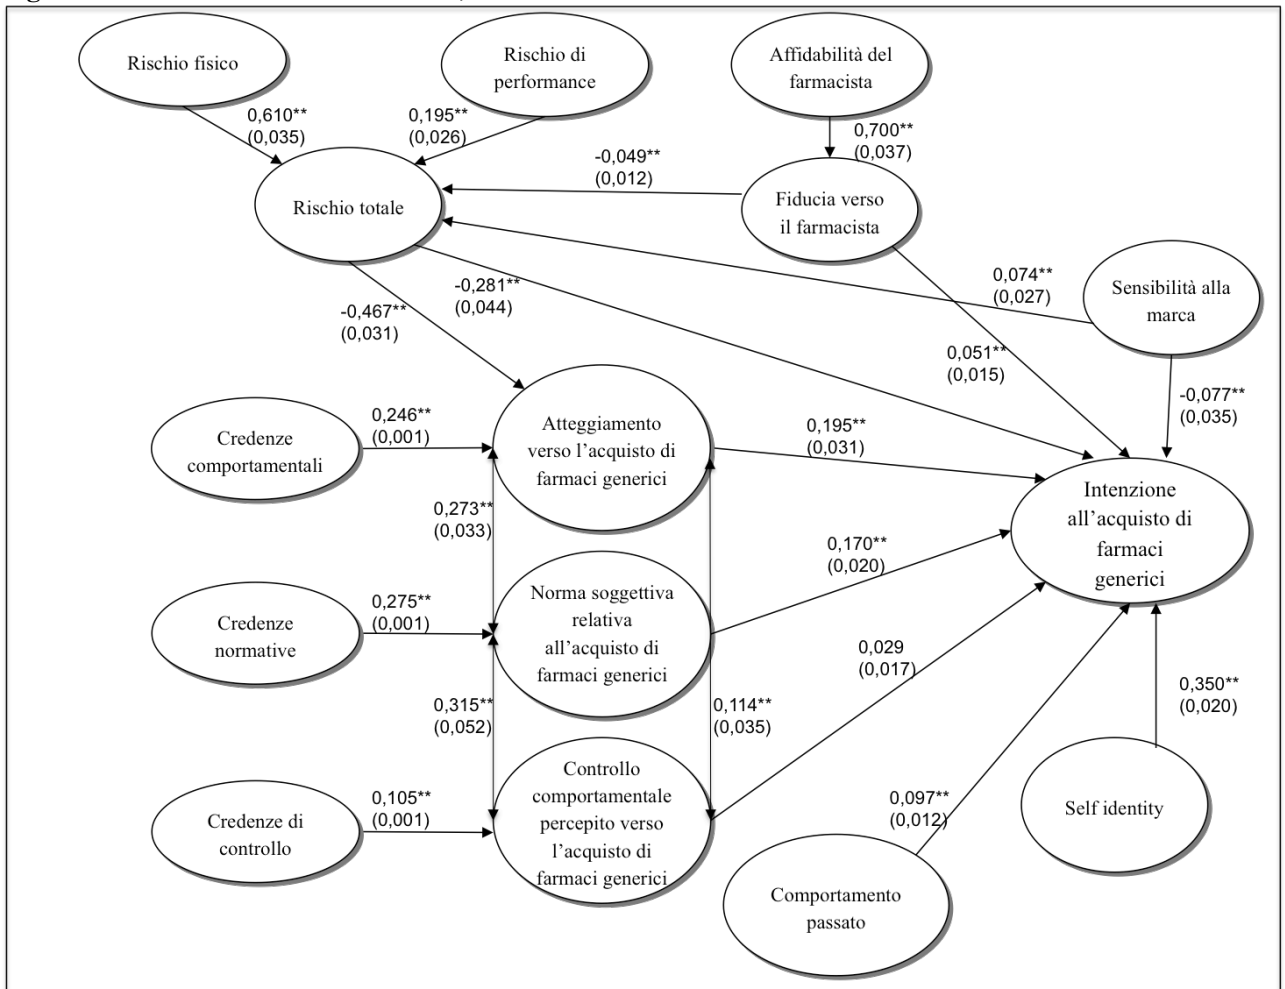 Rischio fisico
Rischio di
performance
Affidabilità del
farmacista
0,610**
(0,035)
0,195**
(0,026)
0,700**
(0,037)
-0,049**
(0,012)
Rischio totale
Fiducia verso
il farmacista
0,074**
(0,027)
Sensibilità alla
marca
-0,281**
(0,044)
-0,467**
(0,031)
0,051**
(0,015)
-0,077**
(0,035)
Credenze
comportamentali
0,246**
(0,001)
Atteggiamento
verso l'acquisto di
farmaci generici
0,195**
(0,031)
Intenzione
all'acquisto di
farmaci
generici
0,273**
(0,033)
0,170**
(0,020)
Credenze
normative
0,275**
(0,001)
Norma soggettiva
relativa
all'acquisto di
farmaci generici
0,029
(0,017)
0,315**
(0,052)
0,114**
(0,035)
0,350**
(0,020)
Credenze di
controllo
0,105**
(0,001)
Controllo
comportamentale
percepito verso
l'acquisto di
farmaci generici
0,097**
(0,012)
Self identity
Comportamento
passato